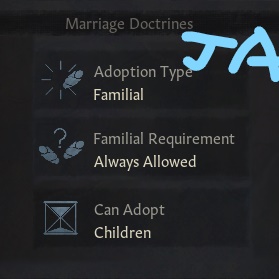 Marriage Doctrines
JA
Adoption Type
Familial
?
Familial Requirement
Always Allowed
Can Adopt
Children